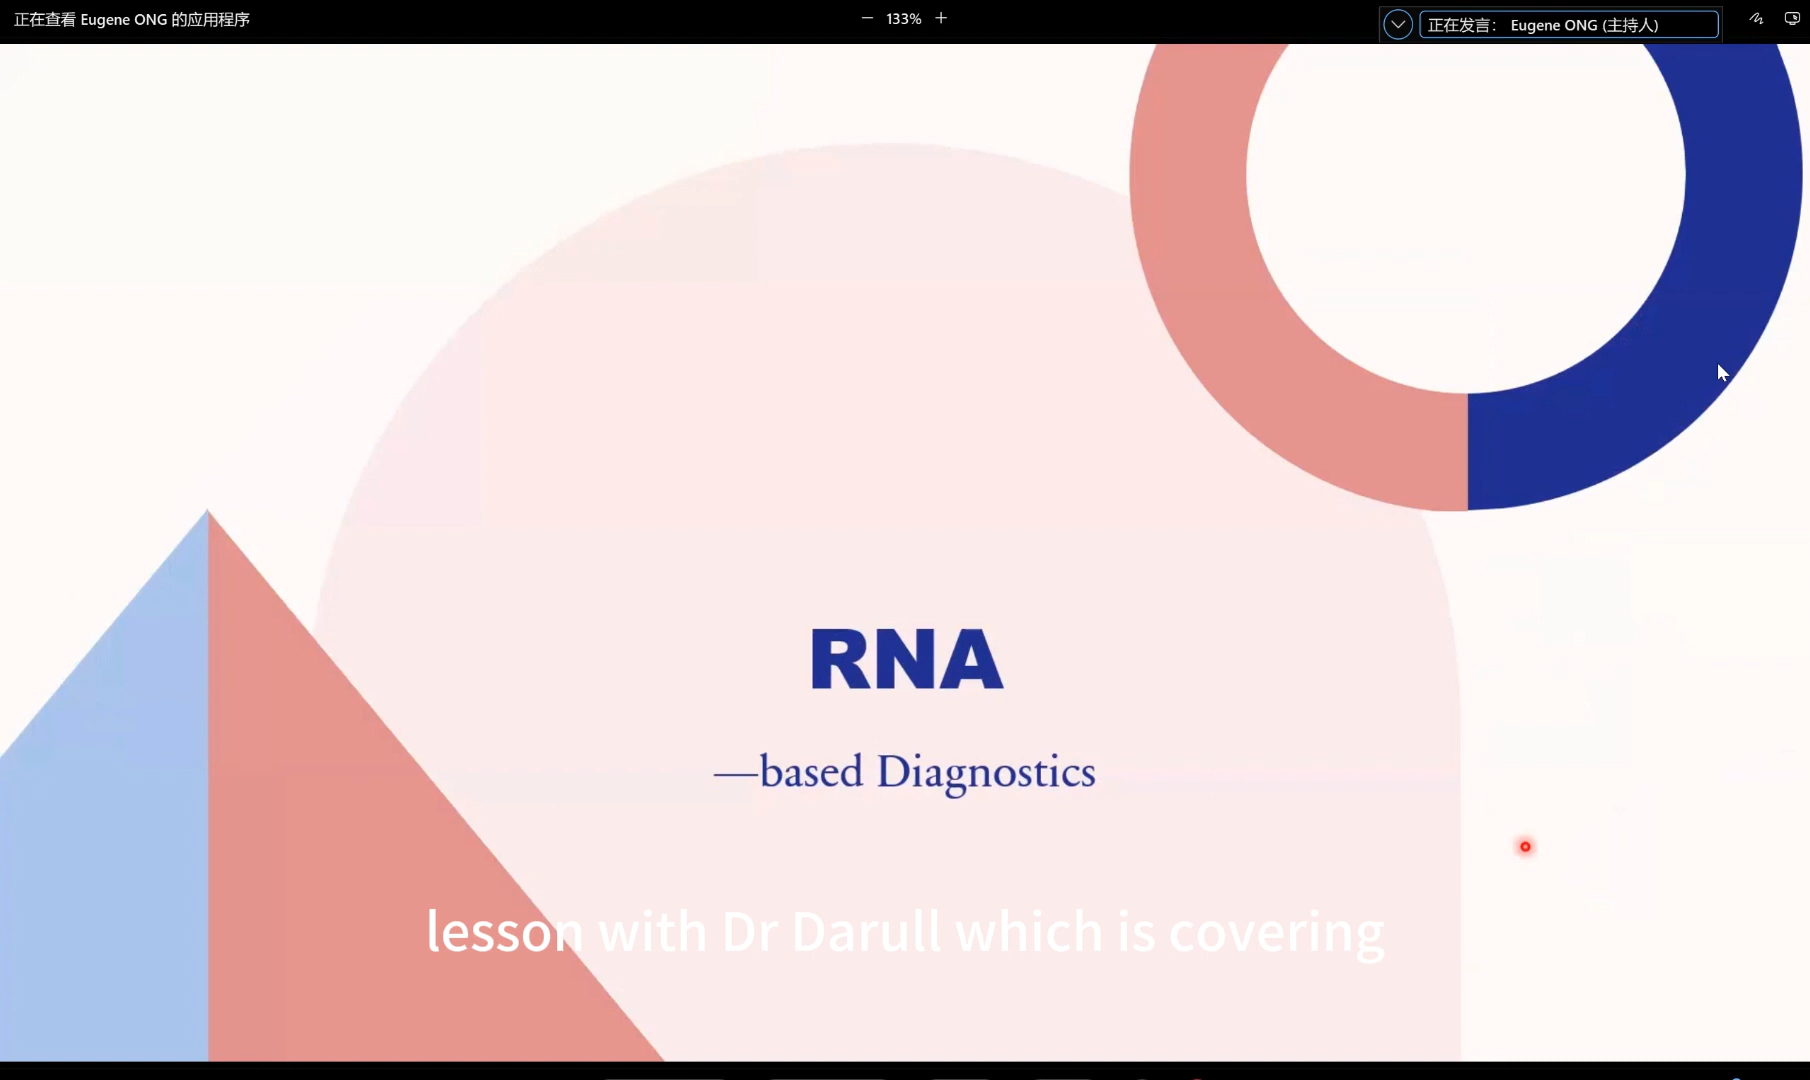 正在查看 Eugene ONG 的应用程序
133%
正在发言： Eugene ONG (主持人)
RNA
—based Diagnostics
lesson with Dr Darull which is covering